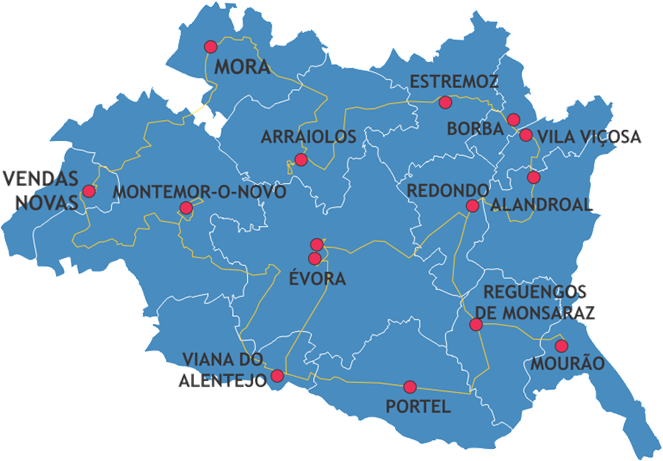 MORA
ESTREMOZ
BORBA
ARRAIOLOS
VILA VIÇOSA
VENDAS
NOVAS
MONTEMOR-O-NOVO
REDONDO
ALANDROAL
ÉVORA
REGUENGOS
DE MONSARAZ
VIANA DO
ALENTEJO
MOURÃO
PORTEL